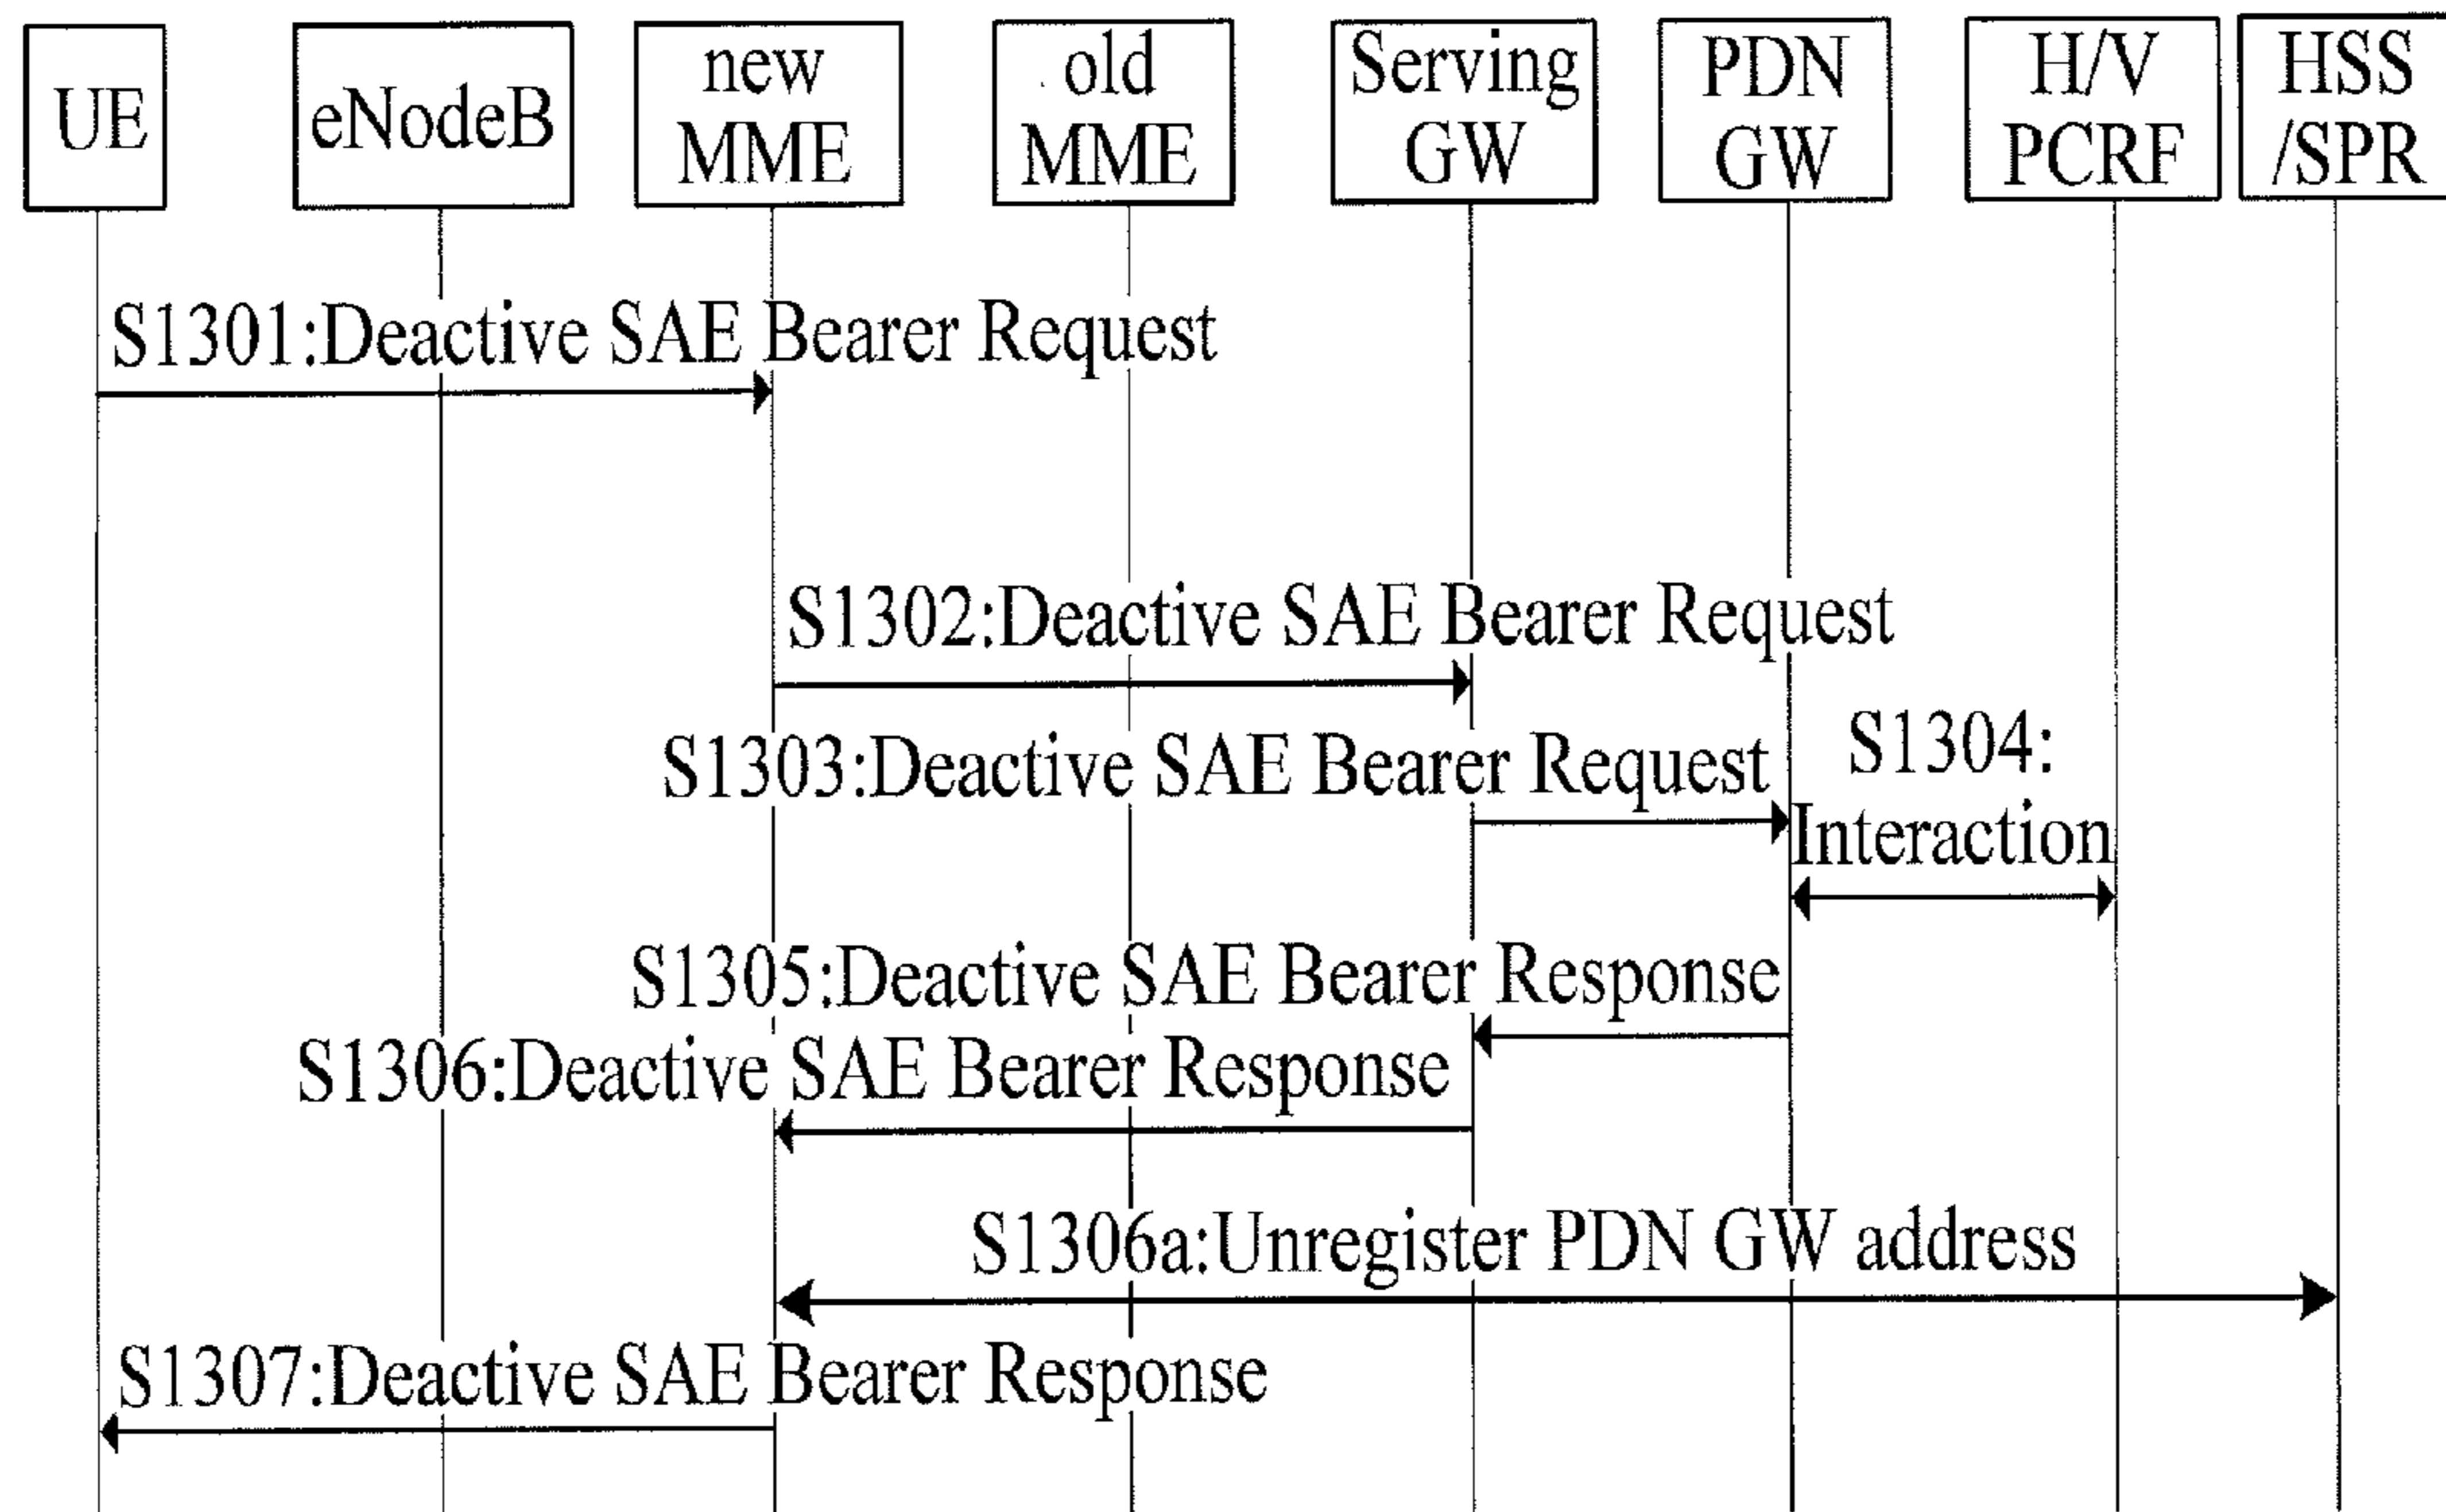 UE
eNodeB
new
MME
old
MME
Serving
GW
PDN
GW
H/V
PCRF
HSS
/SPR
S1301:Deactive SAE Bearer Request
S1302:Deactive SAE Bearer Request
S1303:Deactive SAE Bearer Request
S1304:
Interaction
S1305:Deactive SAE Bearer Response
S1306:Deactive SAE Bearer Response
S1306a:Unregister PDN GW address
S1307:Deactive SAE Bearer Response